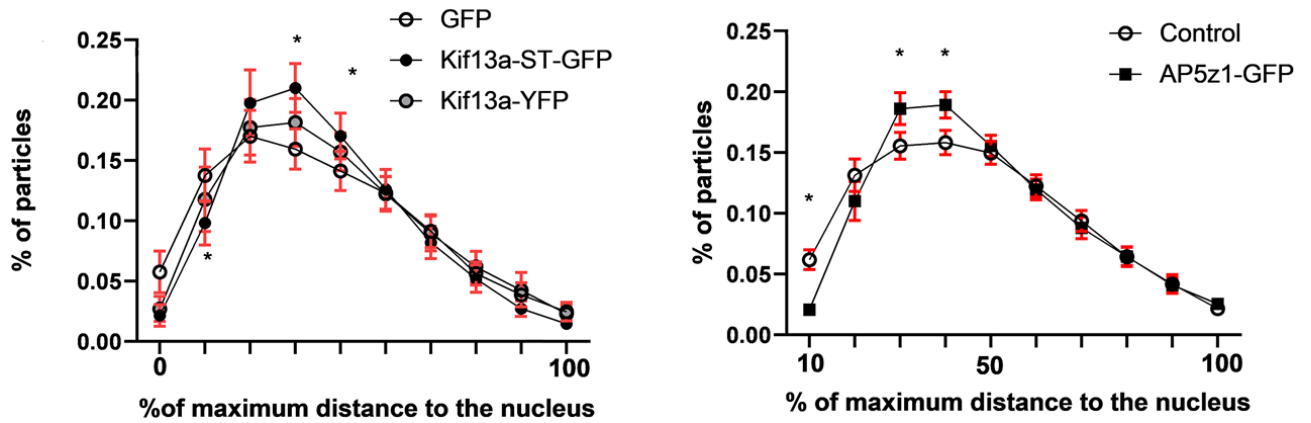 GFP
Kif13a-ST-GFP
Kif13a-YFP
0.25
0.20
0.15
0.10
0.05
0.00
% of particles
*
*
*
0
100
%of maximum distance to the nucleus
Control
AP5z1-GFP
0.25
0.20
0.15
0.10
0.05
0.00
% of particles
*
*
*
10
50
100
% of maximum distance to the nucleus